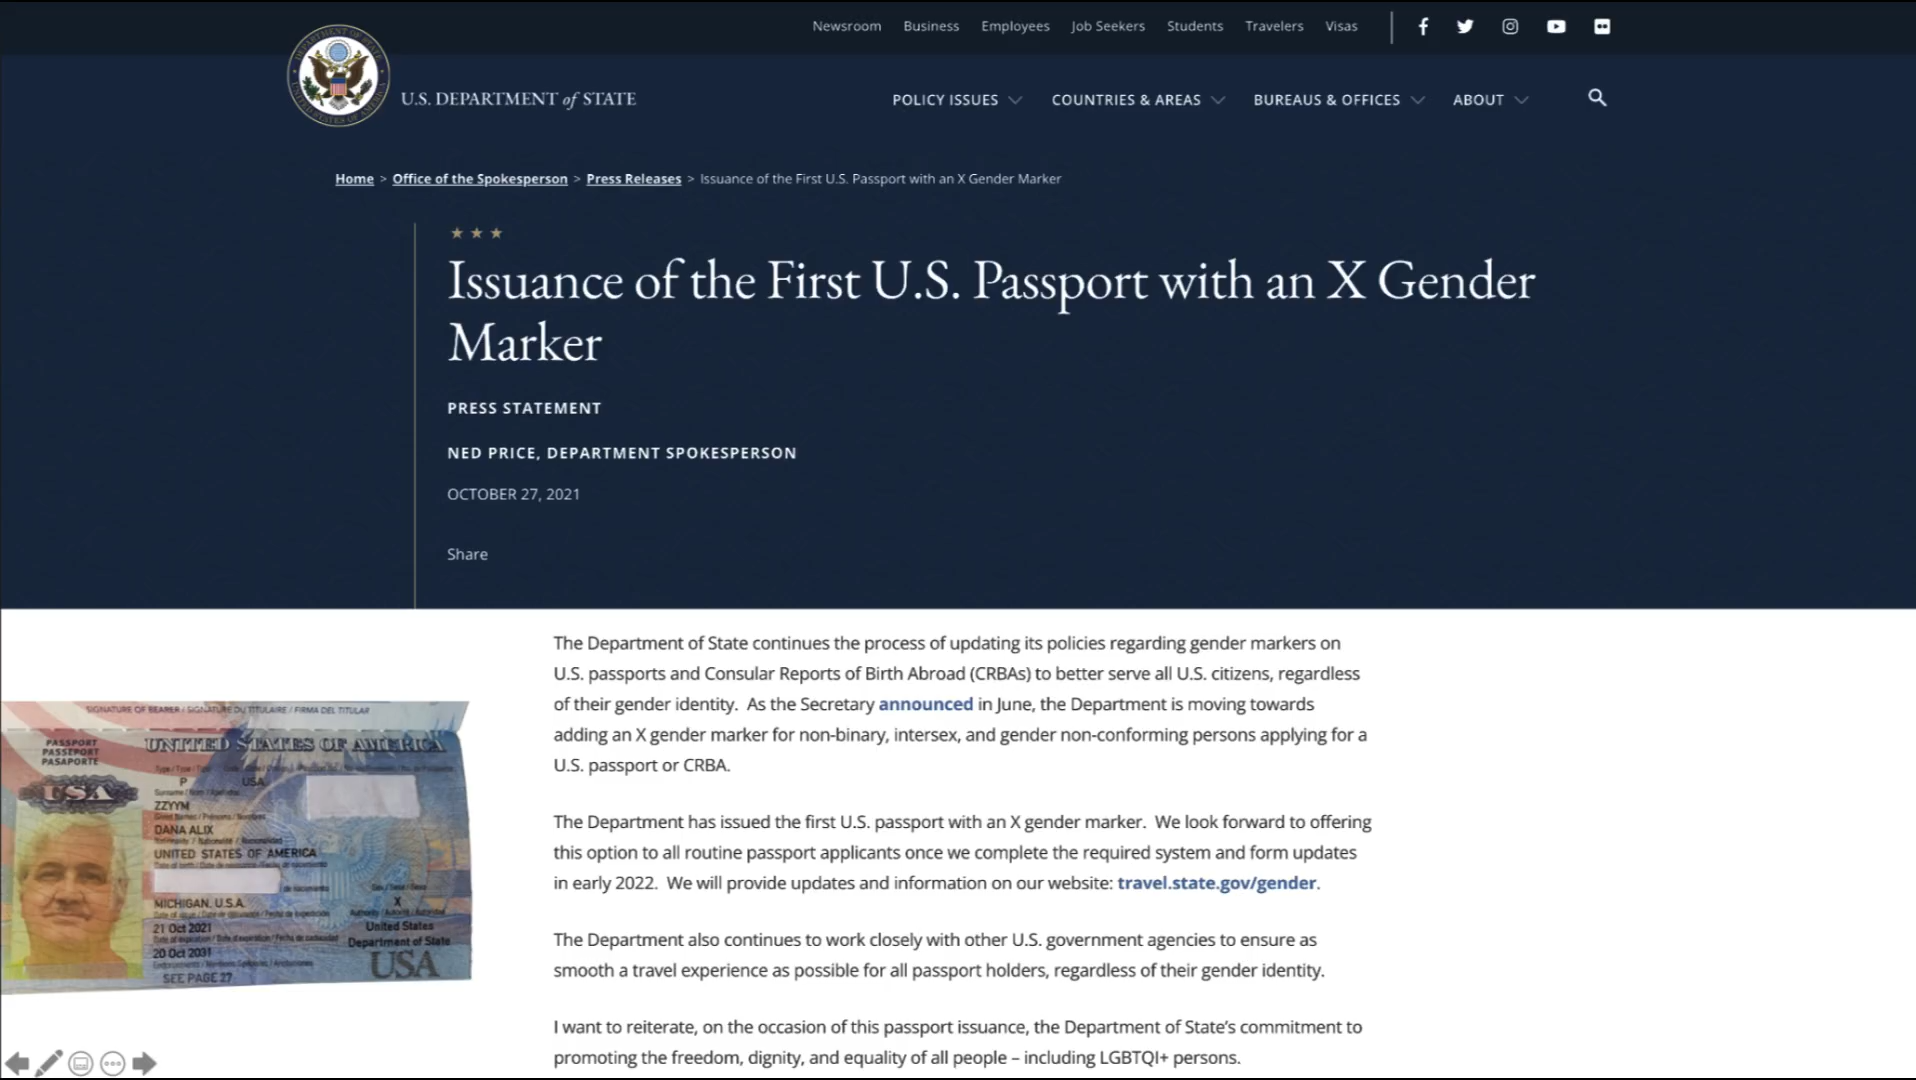 Newsroom Business Employees Job Seekers Students Travelers Visas
U.S. DEPARTMENT of STATE
POLICY ISSUES COUNTRIES & AREAS BUREAUS & OFFICES ABOUT
Home > Office of the Spokesperson > Press Releases > Issuance of the First U.S. Passport with an X Gender Marker
Issuance of the First U.S. Passport with an X Gender
Marker
PRESS STATEMENT
NED PRICE, DEPARTMENT SPOKESPERSON
OCTOBER 27, 2021
Share
The Department of State continues the process of updating its policies regarding gender markers on
U.S. passports and Consular Reports of Birth Abroad (CRBAs) to better serve all U.S. citizens, regardless
of their gender identity. As the Secretary announced in June, the Department is moving towards
adding an X gender marker for non-binary, intersex, and gender non-conforming persons applying for a
U.S. passport or CRBA.
The Department has issued the first U.S. passport with an X gender marker. We look forward to offering
this option to all routine passport applicants once we complete the required system and form updates
in early 2022. We will provide updates and information on our website: travel.state.gov/gender.
The Department also continues to work closely with other U.S. government agencies to ensure as
smooth a travel experience as possible for all passport holders, regardless of their gender identity.
I want to reiterate, on the occasion of this passport issuance, the Department of State's commitment to
promoting the freedom, dignity, and equality of all people – including LGBTQI+ persons.
SIGNATURE OF BEARER / SIGNATURE DU TITULAIRE / FIRMA DEL TITULAR
PASSPORT
PASSEPORT
PASAPORTE
UNITED STATES OF AMERICA
P USA
USA
ZZYYM
DANA ALIX
UNITED STATES OF AMERICA
MICHIGAN, U.S.A.
X
21 Oct 2021
United States
Department of State
20 Oct 2031
USA
SEE PAGE 27